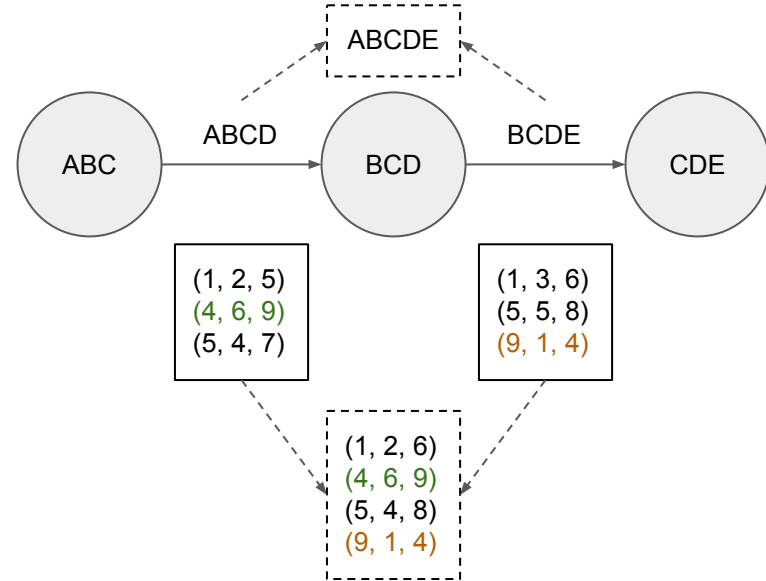 ABCDE
ABCD
BCDE
ABC
BCD
CDE
(1, 2, 5)
(4, 6, 9)
(5, 4, 7)
(1, 3, 6)
(5, 5, 8)
(9, 1, 4)
(1, 2, 6)
(4, 6, 9)
(5, 4, 8)
(9, 1, 4)